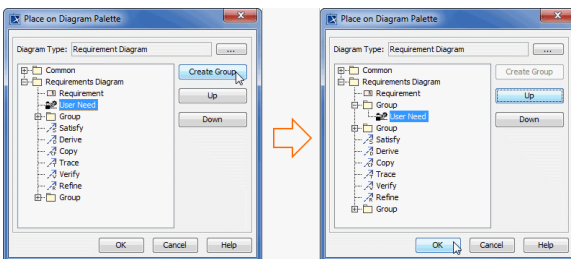 Place on Diagram Palette
Diagram Type: Requirement Diagram ...
Common
Requirements Diagram
Requirement
User Need
Group
Satisfy
Derive
Copy
Trace
Verify
Refine
Group
Create Group
Up
Down
OK Cancel Help
Place on Diagram Palette
Diagram Type: Requirement Diagram ...
Common
Requirements Diagram
Requirement
Group
User Need
Group
Satisfy
Derive
Copy
Trace
Verify
Refine
Group
Create Group
Up
Down
OK Cancel Help